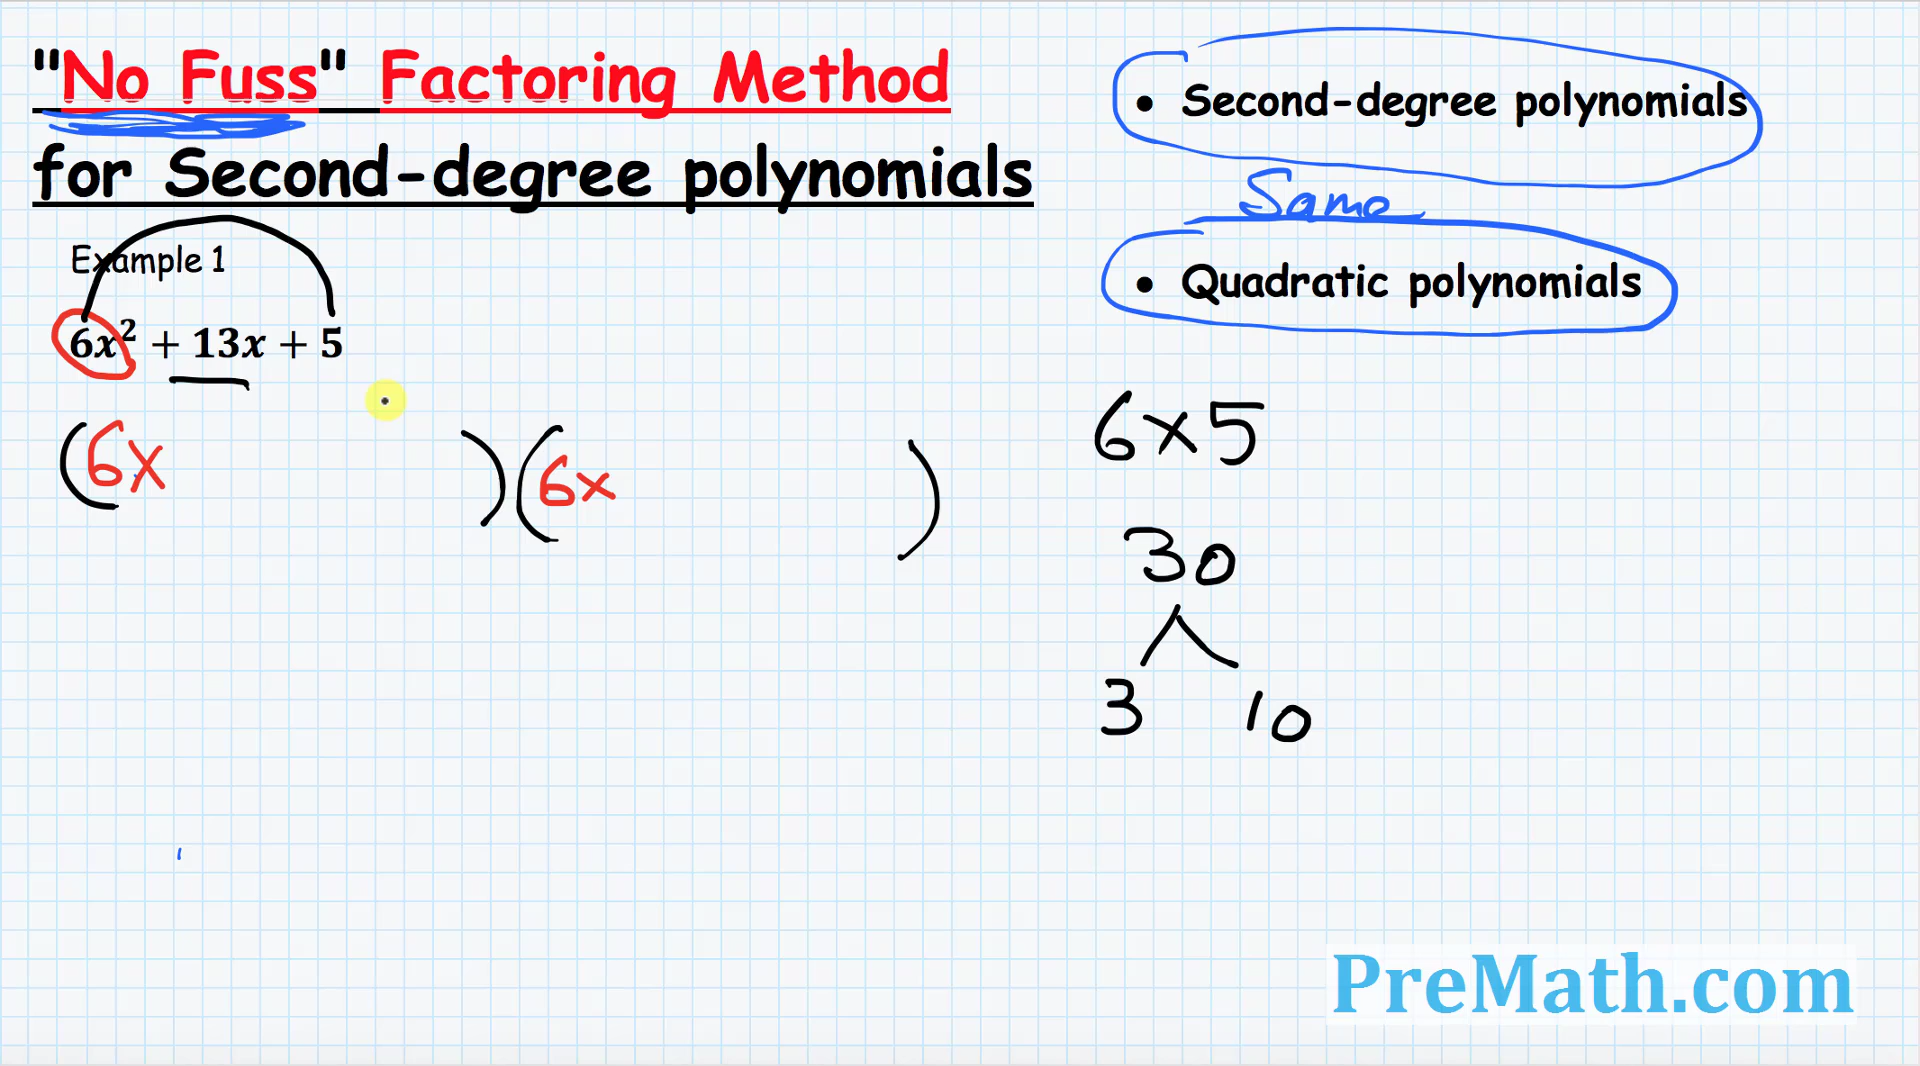 "No Fuss" Factoring Method
for Second-degree polynomials
Example 1
6x² + 13x + 5
(6x )(6x )
• Second-degree polynomials
Same
• Quadratic polynomials
6×5
30
3 10
PreMath.com